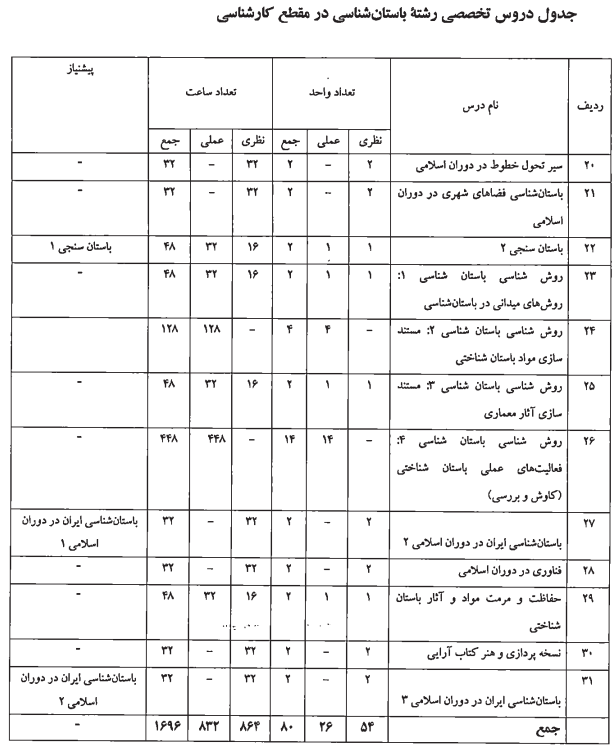 جدول دروس تخصصی رشتهٔ باستان‌شناسی در مقطع کارشناسی
ردیف نام درس تعداد واحد تعداد ساعت پیشنیاز
نظری عملی جمع نظری عملی جمع
۲۰ سیر تحول خطوط در دوران اسلامی ۲ – ۲ ۳۲ – ۳۲ -
۲۱ باستان‌شناسی فضاهای شهری در دوران ۲ – ۲ ۳۲ – ۳۲ -
اسلامی
۲۲ باستان سنجی ۲ ۱ ۱ ۲ ۱۶ ۳۲ ۴۸ باستان سنجی ۱
۲۳ روش شناسی باستان شناسی ۱: ۱ ۱ ۲ ۱۶ ۳۲ ۴۸ -
روش‌های میدانی در باستان‌شناسی
۲۴ روش شناسی باستان شناسی ۲: مستند – ۴ ۴ – ۱۲۸ ۱۲۸ -
سازی مواد باستان شناختی
۲۵ روش شناسی باستان شناسی ۳: مستند ۱ ۱ ۲ ۱۶ ۳۲ ۴۸ -
سازی آثار معماری
۲۶ روش شناسی باستان شناسی ۴: – ۱۴ ۱۴ – ۴۴۸ ۴۴۸ -
فعالیت‌های عملی باستان شناختی
(کاوش و بررسی)
۲۷ ۲ – ۲ ۳۲ – ۳۲ باستان‌شناسی ایران در دوران
باستان‌شناسی ایران در دوران اسلامی ۲ اسلامی ۱
۲۸ فناوری در دوران اسلامی ۲ – ۲ ۳۲ – ۳۲ -
۲۹ حفاظت و مرمت مواد و آثار باستان ۱ ۱ ۲ ۱۶ ۳۲ ۴۸ -
شناختی
۳۰ نسخه پردازی و هنر کتاب آرایی ۲ – ۲ ۳۲ – ۳۲ -
۳۱ ۲ – ۲ ۳۲ – ۳۲ باستان‌شناسی ایران در دوران
باستان‌شناسی ایران در دوران اسلامی ۳ اسلامی ۲
جمع ۵۴ ۲۶ ۸۰ ۸۶۴ ۸۳۲ ۱۶۹۶ -